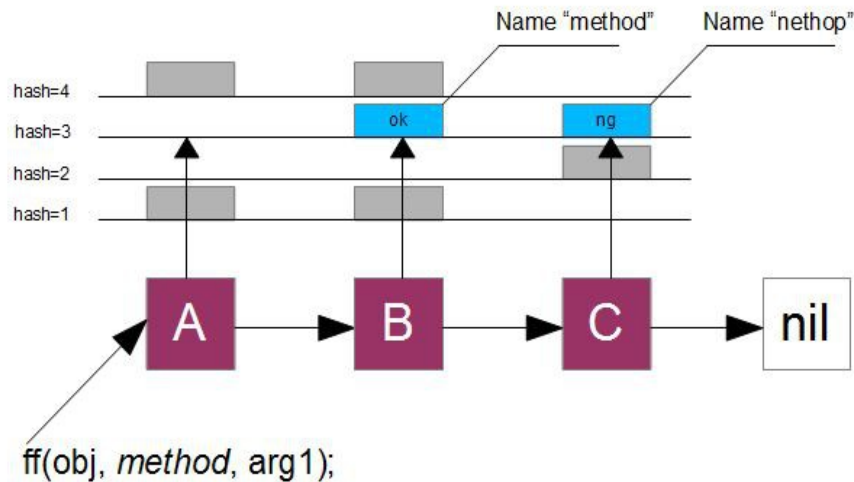 Name “method”
Name “nethop”
hash=4
hash=3
ok
ng
hash=2
hash=1
A
B
C
nil
ff(obj, method, arg1);